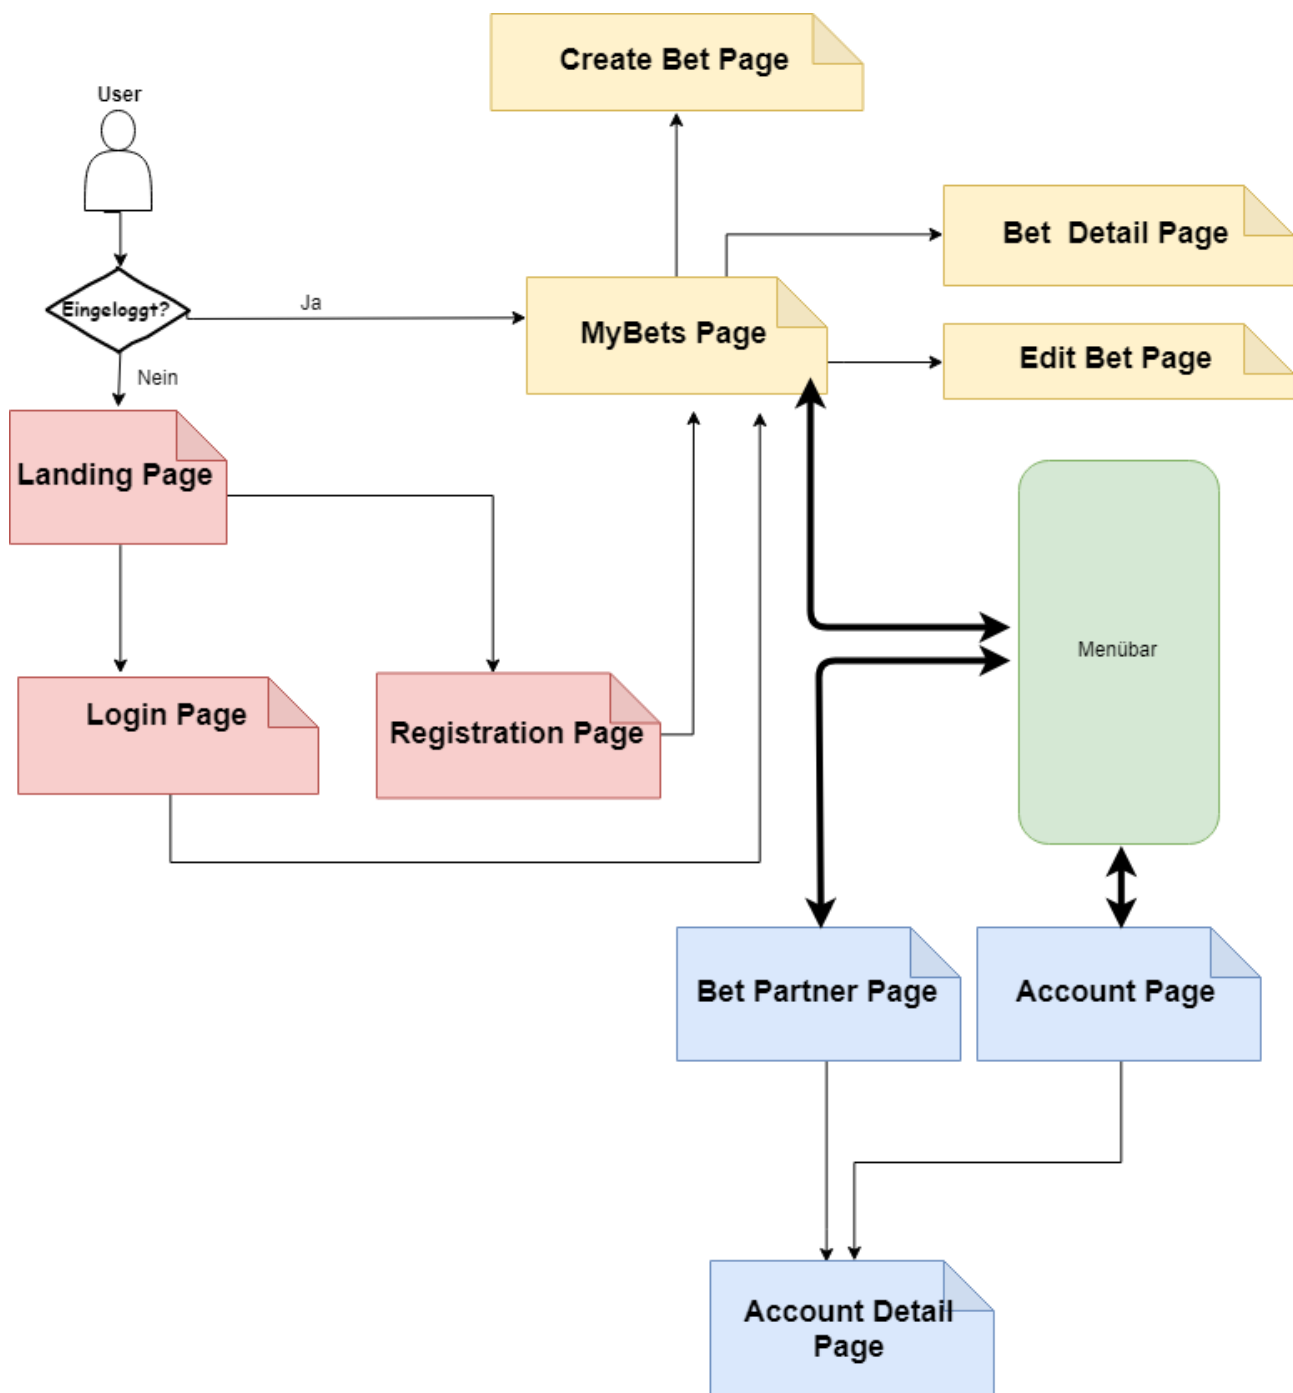 Create Bet Page
User
Bet  Detail Page
Eingeloggt?
Ja
MyBets Page
Edit Bet Page
Nein
Landing Page
Menübar
Login Page
Registration Page
Bet Partner Page
Account Page
Account Detail
Page